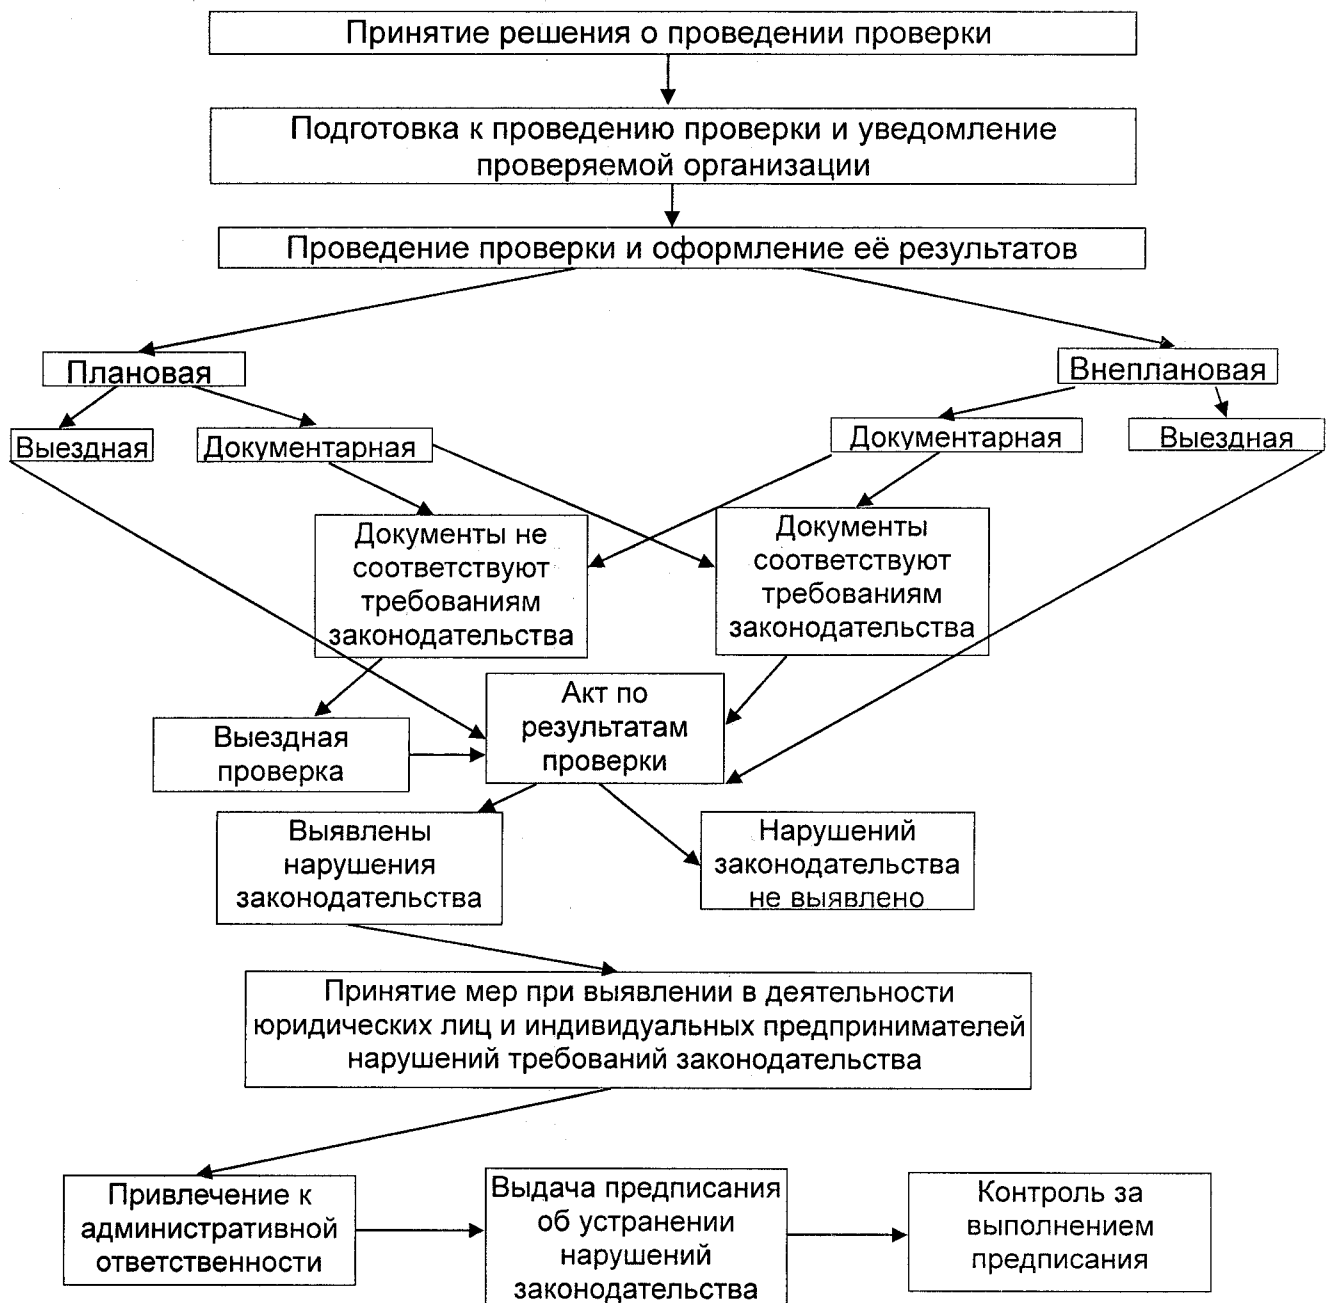 Принятие решения о проведении проверки
Подготовка к проведению проверки и уведомление
проверяемой организации
Проведение проверки и оформление её результатов
Плановая
Внеплановая
Выездная
Документарная
Документарная
Выездная
Документы не
соответствуют
требованиям
законодательства
Документы
соответствуют
требованиям
законодательства
Акт по
результатам
проверки
Выездная
проверка
Выявлены
нарушения
законодательства
Нарушений
законодательства
не выявлено
Принятие мер при выявлении в деятельности
юридических лиц и индивидуальных предпринимателей
нарушений требований законодательства
Привлечение к
административной
ответственности
Выдача предписания
об устранении
нарушений
законодательства
Контроль за
выполнением
предписания